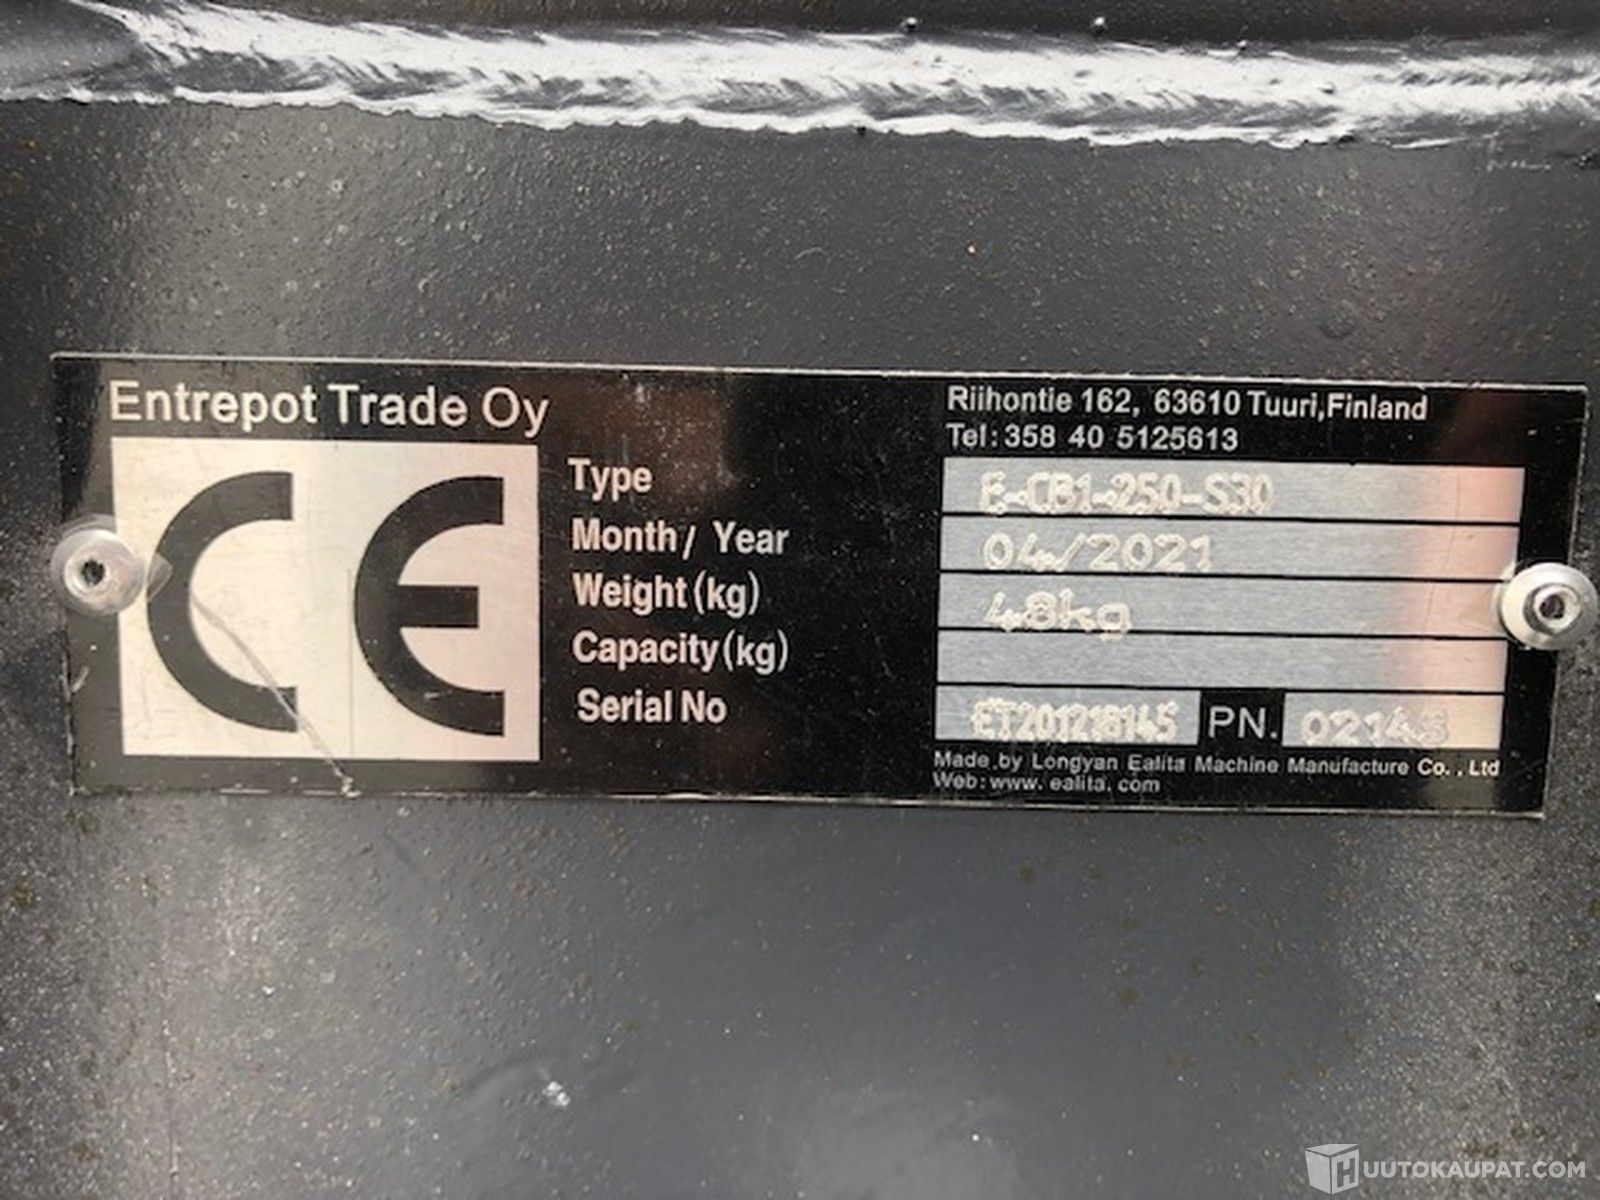 Entrepot Trade Oy
Riihontie 162, 63610 Tuuri,Finland
Tel: 358 40 5125613
CE
Type E-CB1-250-S30
Month/ Year 04/2021
Weight (kg) 48kg
Capacity (kg)
Serial No ET201218145 PN. 02143
Made by Longyan Ealita Machine Manufacture Co., Ltd
Web: www. ealita. com
HUUTOKAUPAT.COM